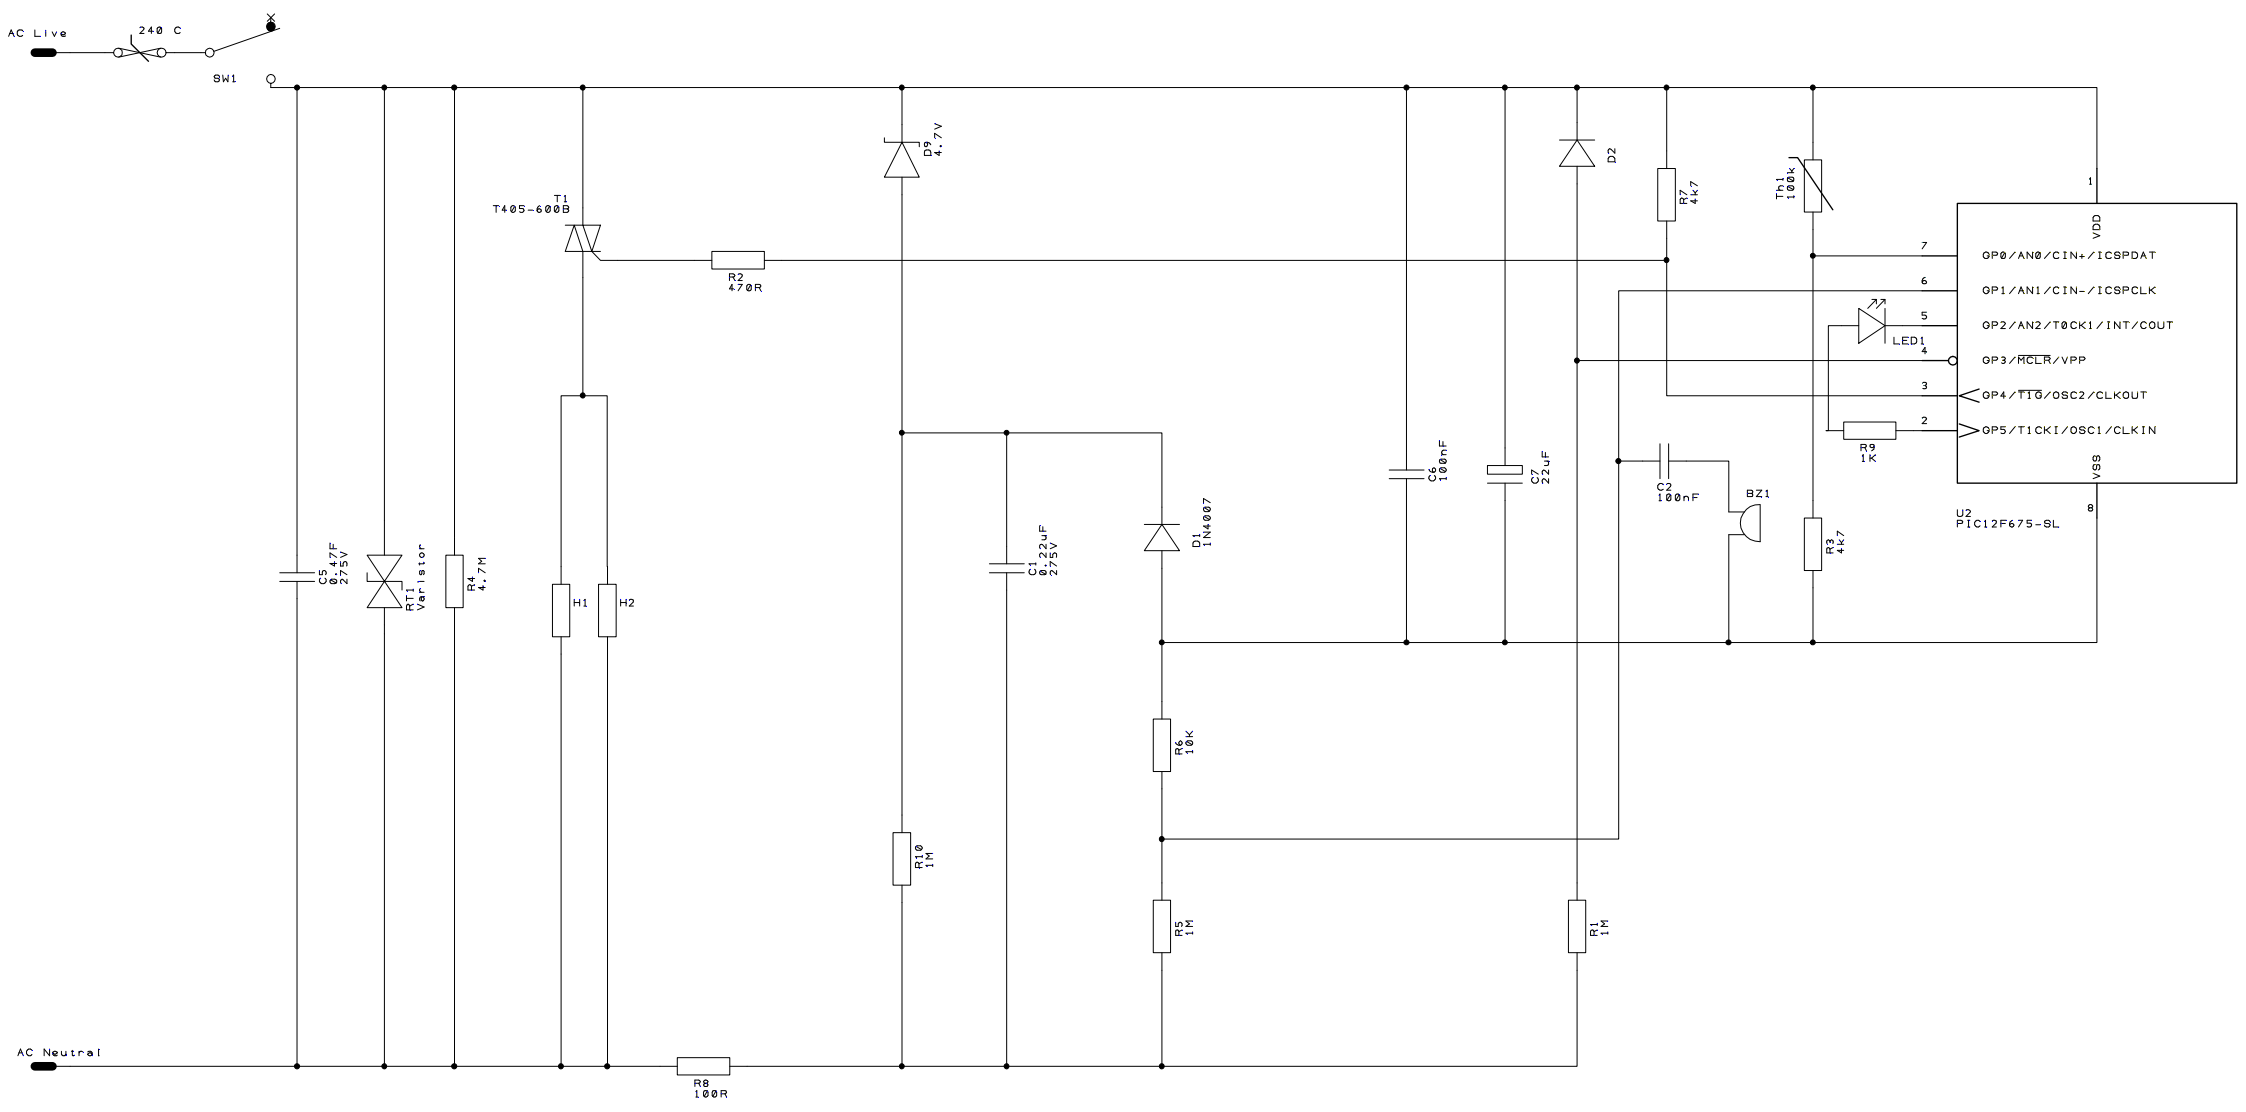 AC Live
240 C
X
SW1
D9
4.7V
D2
T1
T405-600B
R7
4k7
Th1
100k
1
VDD
R2
470R
7
GP0/AN0/CIN+/ICSPDAT
6
GP1/AN1/CIN-/ICSPCLK
5
GP2/AN2/T0CK1/INT/COUT
LED1
4
GP3/MCLR/VPP
3
GP4/T1G/OSC2/CLKOUT
2
GP5/T1CKI/OSC1/CLKIN
R9
1K
VSS
8
U2
PIC12F675-SL
C6
100nF
C7
22uF
C2
100nF
BZ1
D1
1N4007
R3
4k7
C5
0.47F
275V
RT1
Varistor
R4
4.7M
H1
H2
C1
0.22uF
275V
R6
10K
R10
1M
R5
1M
R1
1M
AC Neutral
R8
100R